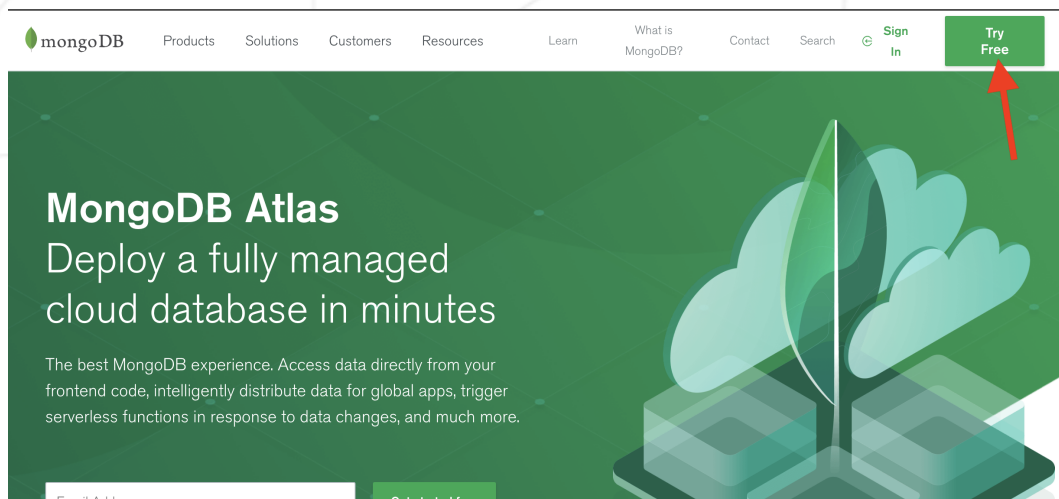 mongoDB Products Solutions Customers Resources Learn What is MongoDB? Contact Search Sign In Try Free
MongoDB Atlas
Deploy a fully managed
cloud database in minutes
The best MongoDB experience. Access data directly from your
frontend code, intelligently distribute data for global apps, trigger
serverless functions in response to data changes, and much more.